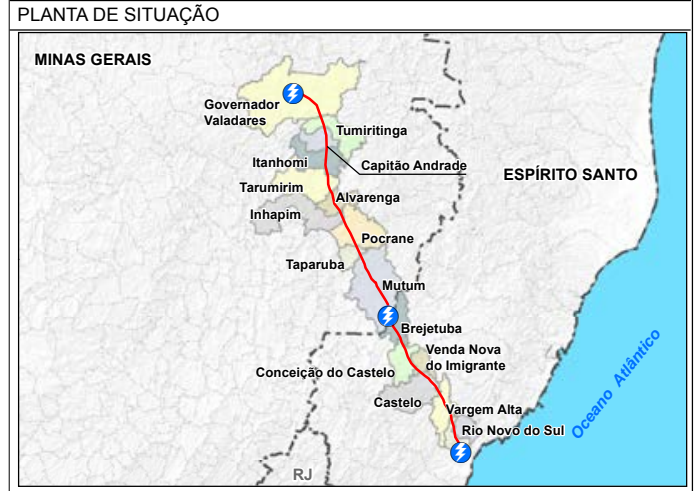 PLANTA DE SITUAÇÃO
MINAS GERAIS
Governador
Valadares
Tumiritinga
Itanhomi
Capitão Andrade
ESPÍRITO SANTO
Tarumirim
Alvarenga
Inhapim
Pocrane
Taparuba
Mutum
Brejetuba
Venda Nova
do Imigrante
Conceição do Castelo
Castelo
Vargem Alta
Rio Novo do Sul
Oceano Atlântico
RJ